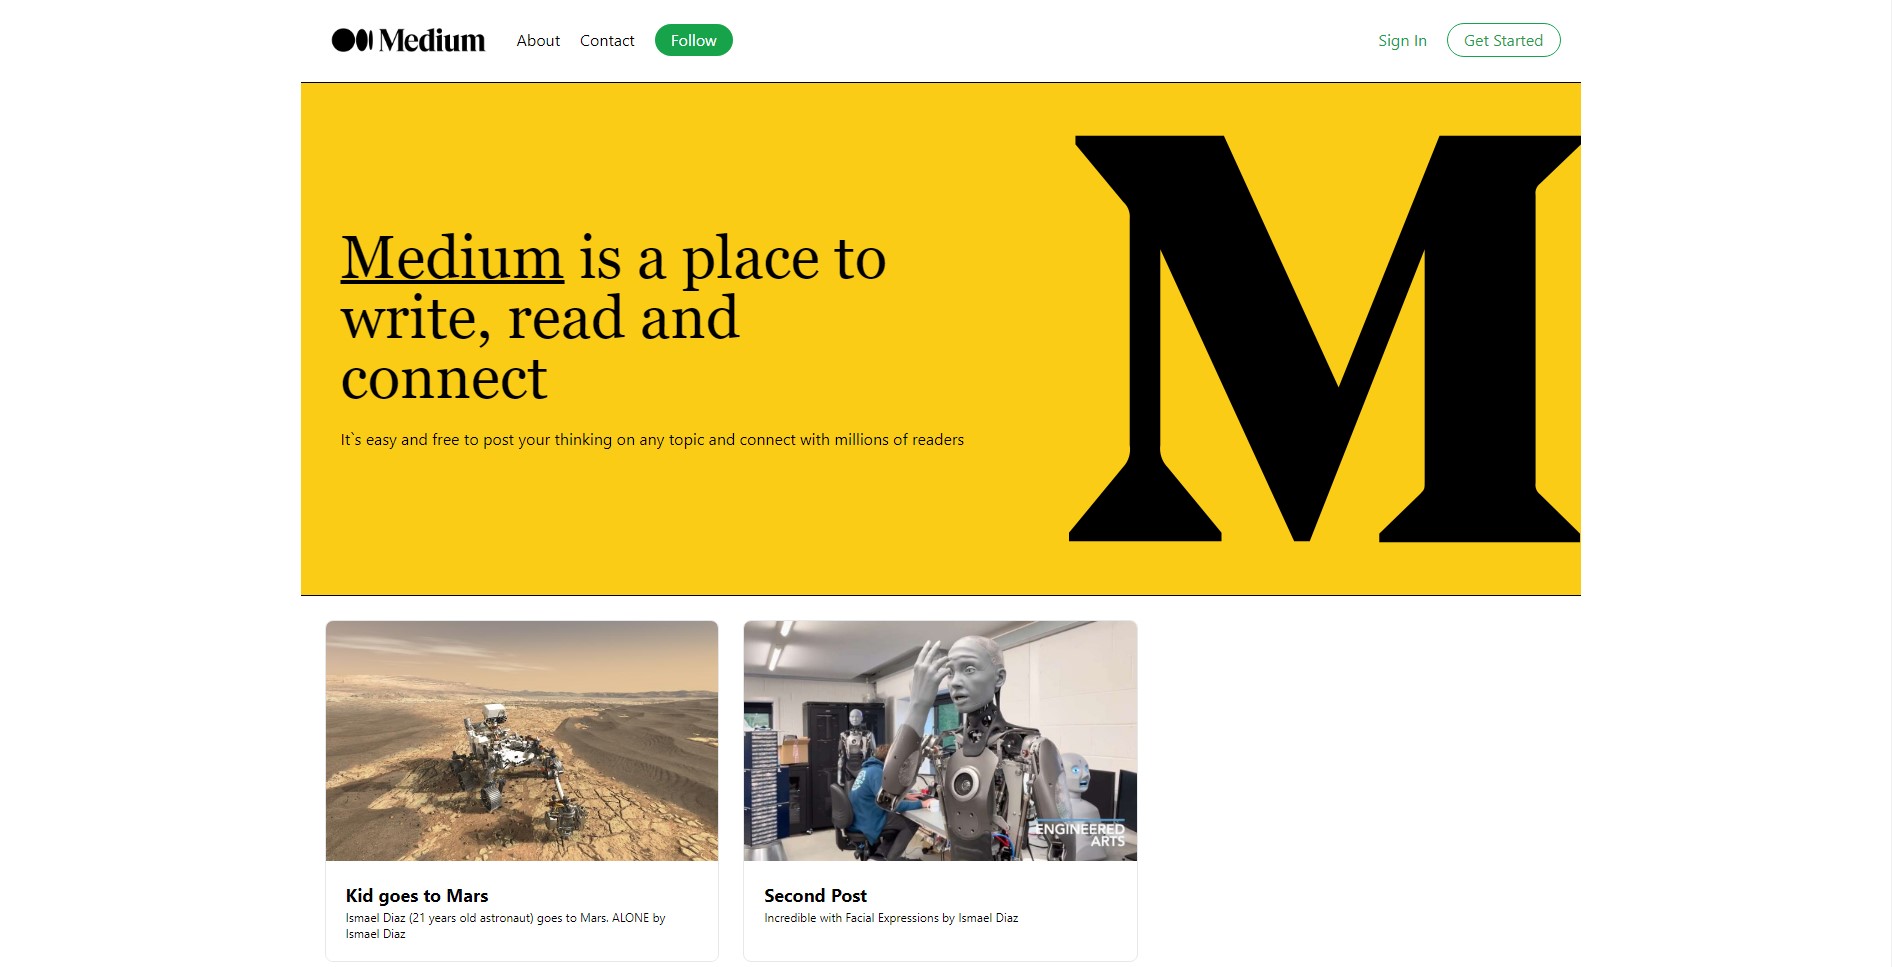 Medium About Contact Follow Sign In Get Started
Medium is a place to
write, read and
connect
It`s easy and free to post your thinking on any topic and connect with millions of readers
M
ENGINEERED
ARTS
Kid goes to Mars
Ismael Diaz (21 years old astronaut) goes to Mars. ALONE by
Ismael Diaz
Second Post
Incredible with Facial Expressions by Ismael Diaz